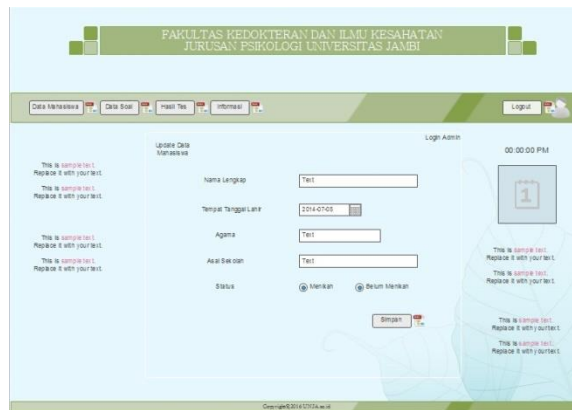 FAKULTAS KEDOKTERAN DAN ILMU KESAHATAN
JURUSAN PSIKOLOGI UNIVERSITAS JAMBI
Data Mahasiswa
Data Soal
Hasil Tes
Informasi
Logout
Login Admin
Update Data
Mahasiswa
00:00:00 PM
1
This is sample text.
Replace it with your text.
This is sample text.
Replace it with your text.
This is sample text.
Replace it with your text.
This is sample text.
Replace it with your text.
Nama Lengkap
Text
Tempat Tanggal Lahir
2014-07-05
Agama
Text
Asal Sekolah
Text
Status
Menikah
Belum Menikah
Simpan
This is sample text.
Replace it with your text.
This is sample text.
Replace it with your text.
This is sample text.
Replace it with your text.
This is sample text.
Replace it with your text.